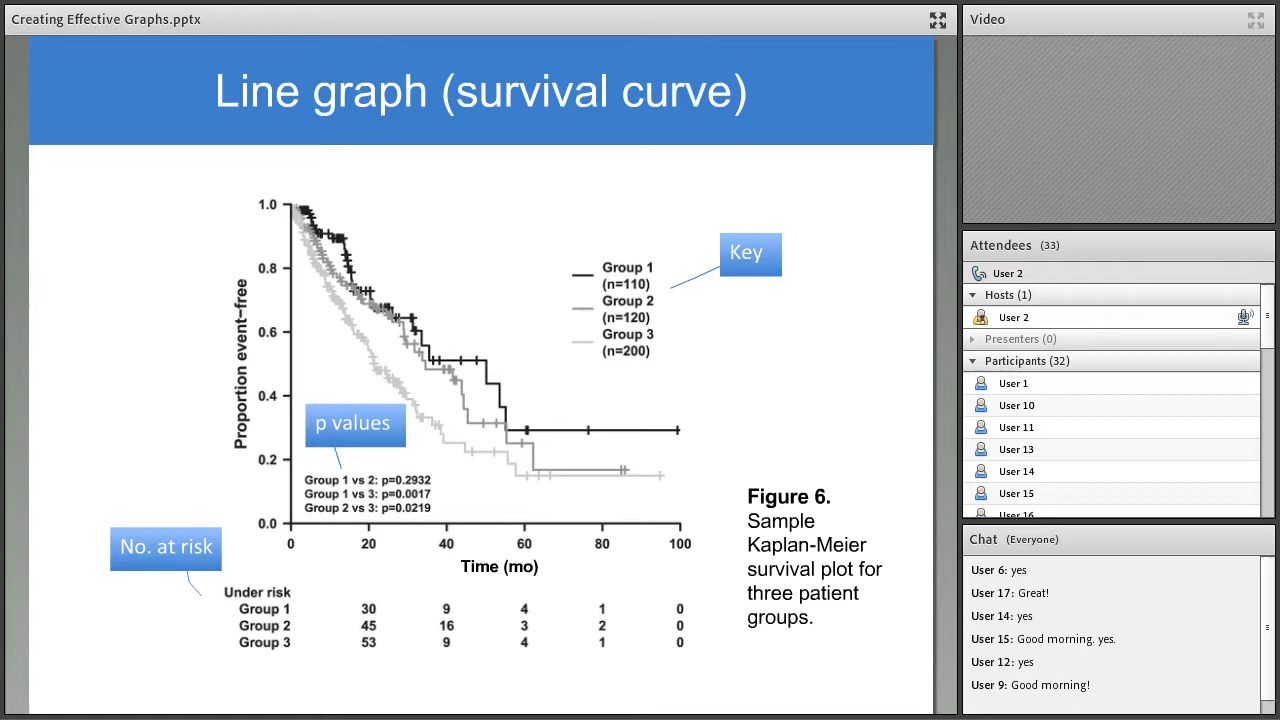 Creating Effective Graphs.pptx
Line graph (survival curve)
1.0
0.8
0.6
0.4
0.2
0.0
Proportion event–free
Group 1
(n=110)
Group 2
(n=120)
Group 3
(n=200)
Key
p values
Group 1 vs 2: p=0.2932
Group 1 vs 3: p=0.0017
Group 2 vs 3: p=0.0219
0 20 40 60 80 100
Time (mo)
No. at risk
Under risk
Group 1 30 9 4 1 0
Group 2 45 16 3 2 0
Group 3 53 9 4 1 0
Figure 6.
Sample
Kaplan-Meier
survival plot for
three patient
groups.
Video
Attendees (33)
User 2
Hosts (1)
User 2
Presenters (0)
Participants (32)
User 1
User 10
User 11
User 13
User 14
User 15
User 16
Chat (Everyone)
User 6: yes
User 17: Great!
User 14: yes
User 15: Good morning. yes.
User 12: yes
User 9: Good morning!